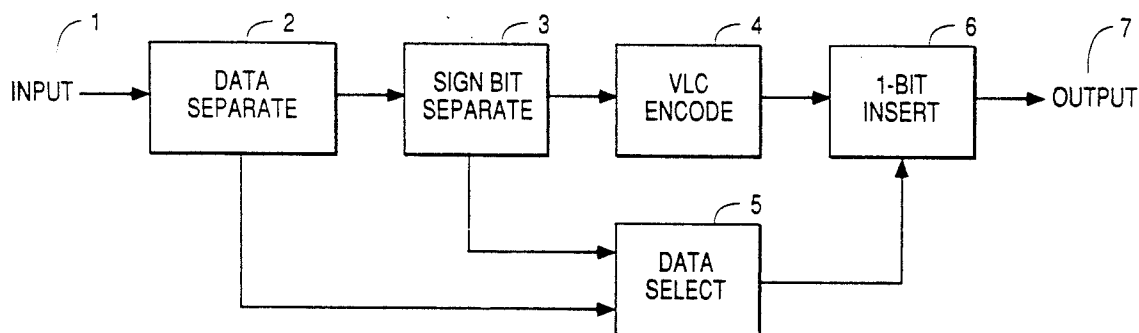 1
INPUT
2
DATA
SEPARATE
3
SIGN BIT
SEPARATE
4
VLC
ENCODE
6
1-BIT
INSERT
7
OUTPUT
5
DATA
SELECT